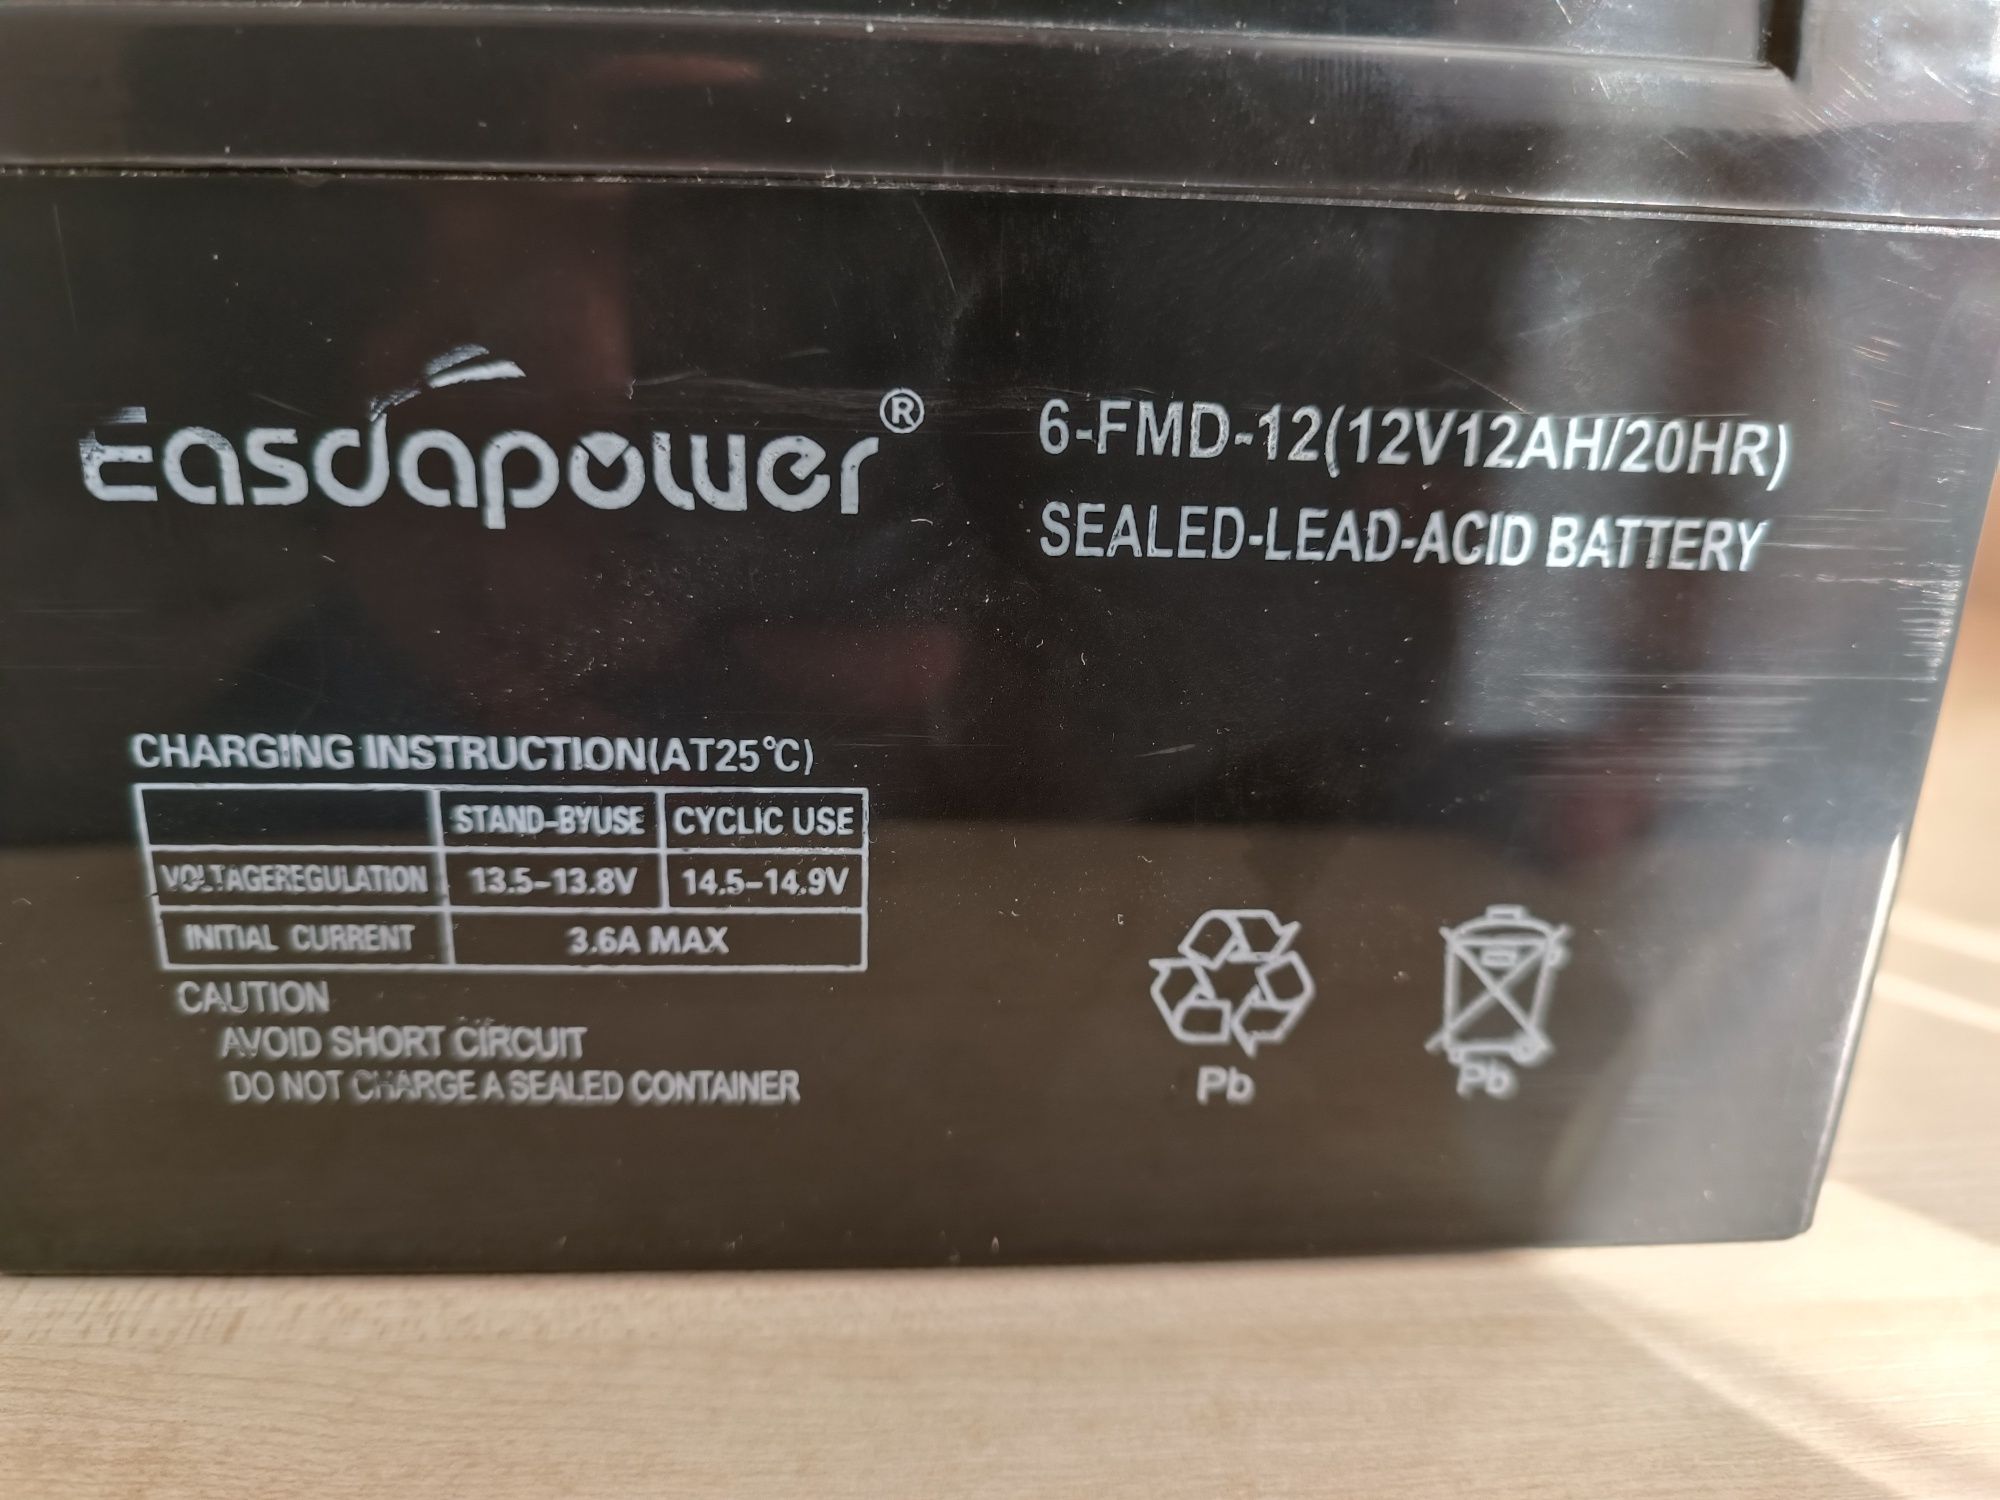 Easdapower®
6-FMD-12(12V12AH/20HR)
SEALED-LEAD-ACID BATTERY
CHARGING INSTRUCTION(AT25℃)
STAND-BYUSE CYCLIC USE
VOLTAGEREGULATION 13.5-13.8V 14.5-14.9V
INITIAL CURRENT 3.6A MAX
CAUTION
AVOID SHORT CIRCUIT
DO NOT CHARGE A SEALED CONTAINER
Pb Pb